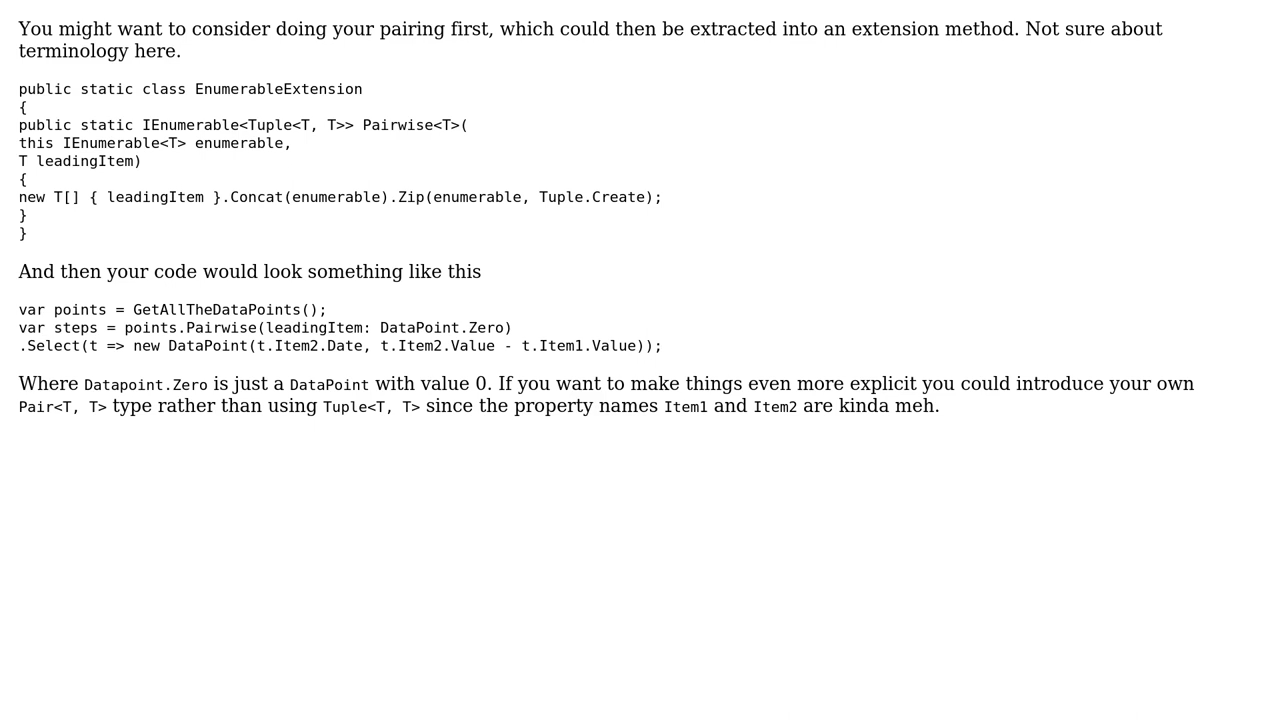 You might want to consider doing your pairing first, which could then be extracted into an extension method. Not sure about
terminology here.
public static class EnumerableExtension
{
public static IEnumerable<Tuple<T, T>> Pairwise<T>(
this IEnumerable<T> enumerable,
T leadingItem)
{
new T[] { leadingItem }.Concat(enumerable).Zip(enumerable, Tuple.Create);
}
}
And then your code would look something like this
var points = GetAllTheDataPoints();
var steps = points.Pairwise(leadingItem: DataPoint.Zero)
.Select(t => new DataPoint(t.Item2.Date, t.Item2.Value - t.Item1.Value));
Where Datapoint.Zero is just a DataPoint with value 0. If you want to make things even more explicit you could introduce your own
Pair<T, T> type rather than using Tuple<T, T> since the property names Item1 and Item2 are kinda meh.